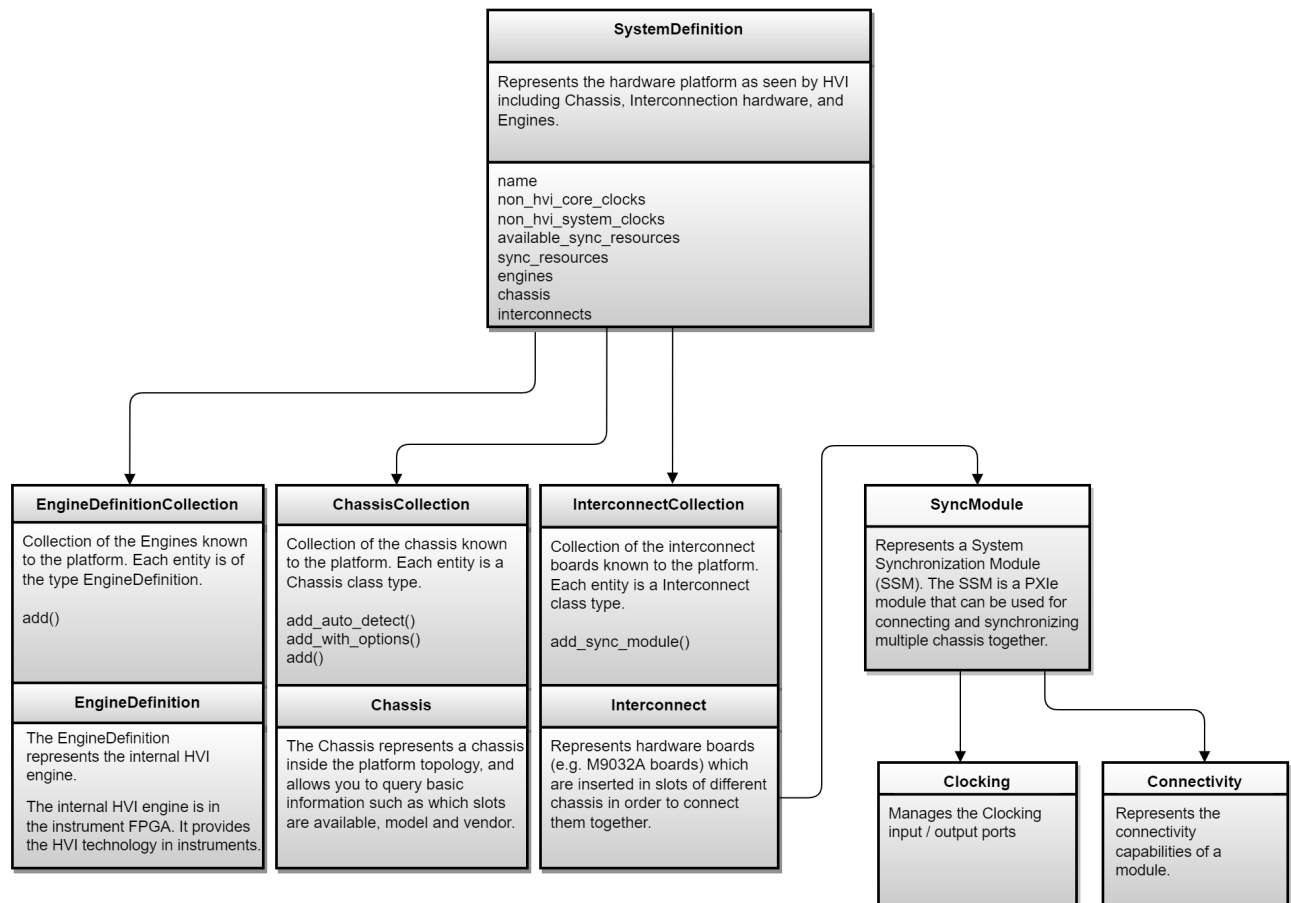 SystemDefinition
Represents the hardware platform as seen by HVI
including Chassis, Interconnection hardware, and
Engines.
name
non_hvi_core_clocks
non_hvi_system_clocks
available_sync_resources
sync_resources
engines
chassis
interconnects
EngineDefinitionCollection
Collection of the Engines known
to the platform. Each entity is of
the type EngineDefinition.
add()
EngineDefinition
The EngineDefinition
represents the internal HVI
engine.
The internal HVI engine is in
the instrument FPGA. It provides
the HVI technology in instruments.
ChassisCollection
Collection of the chassis known
to the platform. Each entity is a
Chassis class type.
add_auto_detect()
add_with_options()
add()
Chassis
The Chassis represents a chassis
inside the platform topology, and
allows you to query basic
information such as which slots
are available, model and vendor.
InterconnectCollection
Collection of the interconnect
boards known to the platform.
Each entity is a Interconnect
class type.
add_sync_module()
Interconnect
Represents hardware boards
(e.g. M9032A boards) which
are inserted in slots of different
chassis in order to connect
them together.
SyncModule
Represents a System
Synchronization Module
(SSM). The SSM is a PXIe
module that can be used for
connecting and synchronizing
multiple chassis together.
Clocking
Manages the Clocking
input / output ports
Connectivity
Represents the
connectivity
capabilities of a
module.